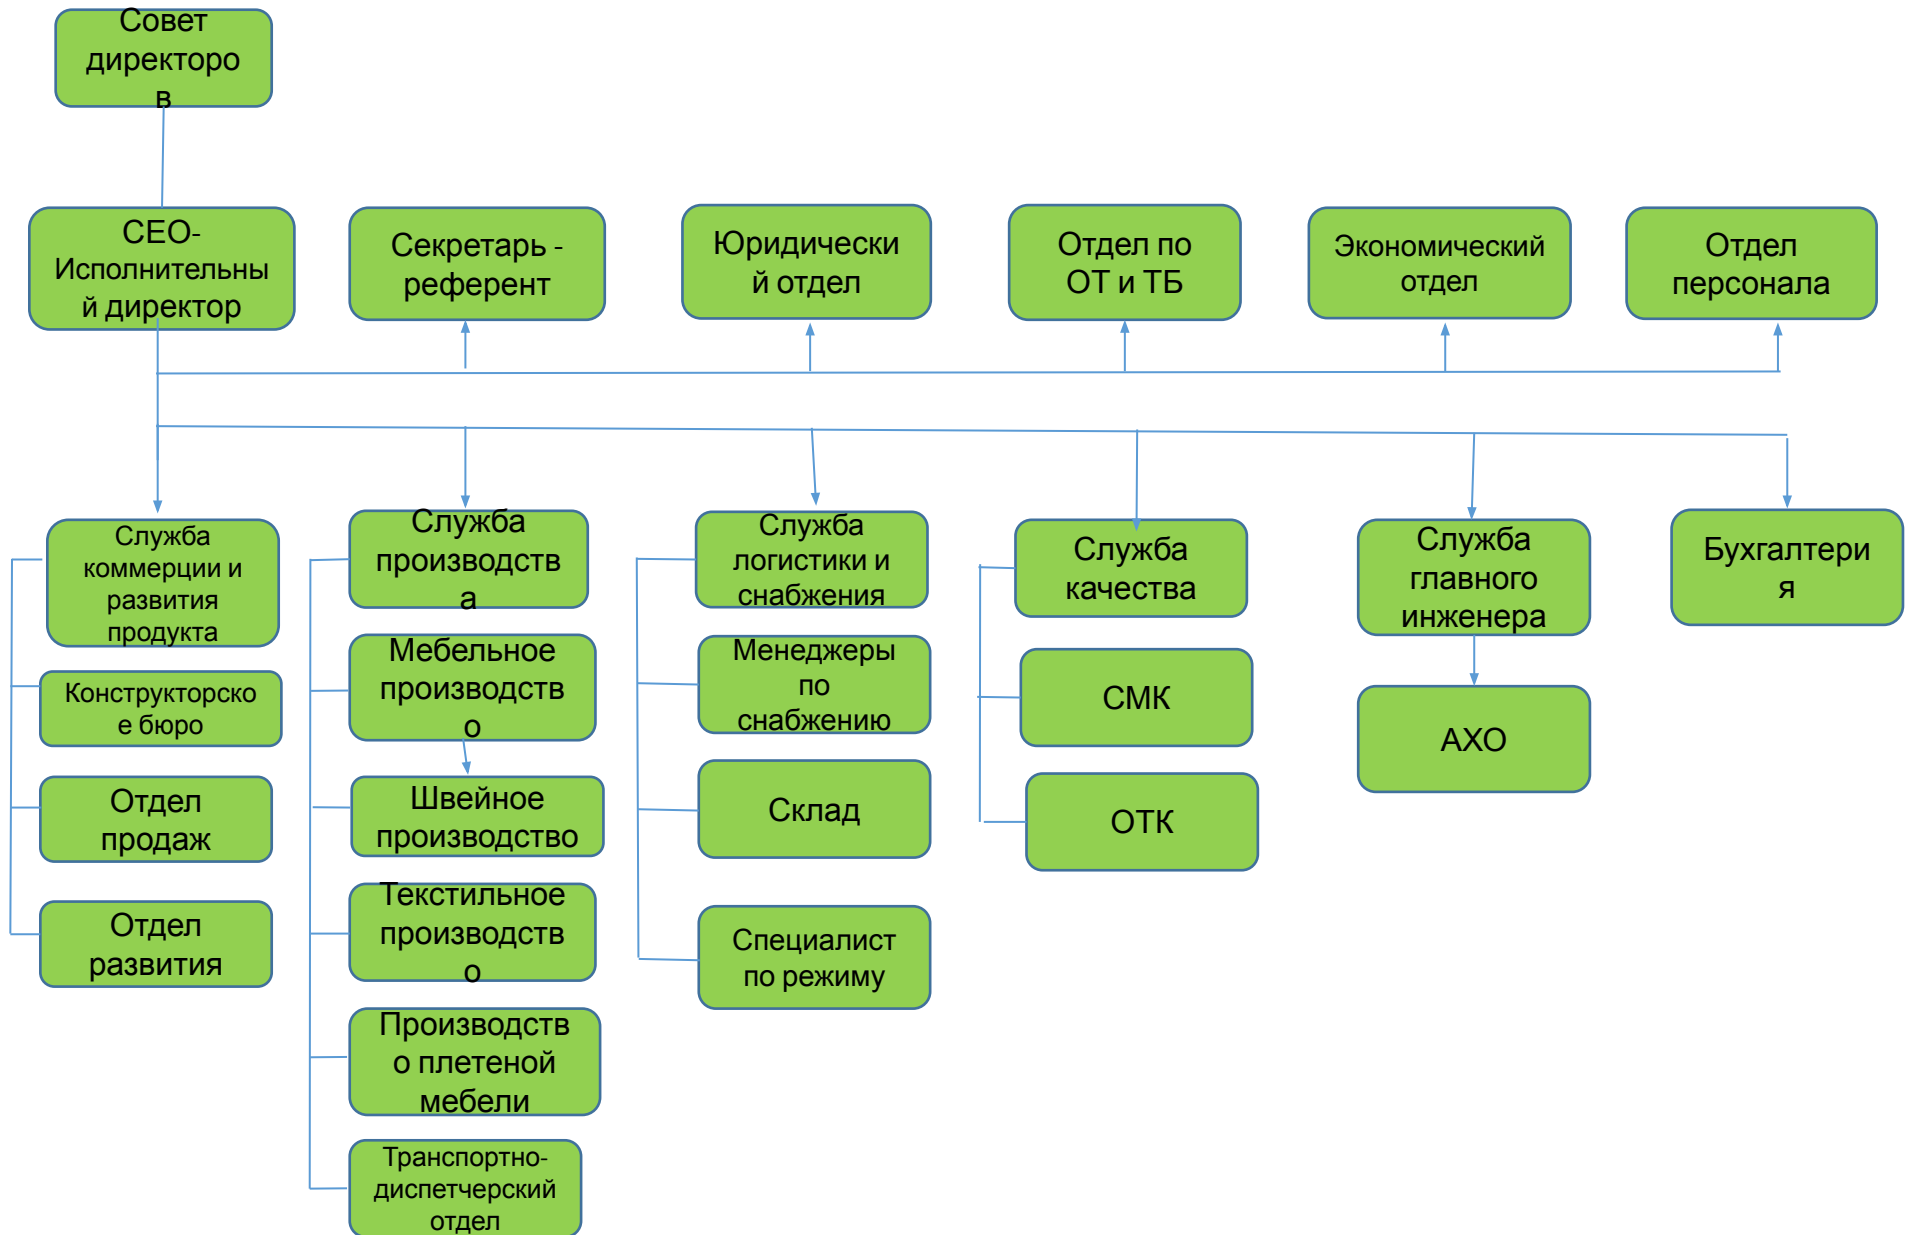 Совет
директоро
в
CEO-
Исполнительны
й директор
Секретарь -
референт
Юридически
й отдел
Отдел по
ОТ и ТБ
Экономический
отдел
Отдел
персонала
Служба
коммерции и
развития
продукта
Служба
производств
а
Служба
логистики и
снабжения
Служба
качества
Служба
главного
инженера
Бухгалтери
я
Конструкторско
е бюро
Отдел
продаж
Отдел
развития
Мебельное
производств
о
Швейное
производство
Текстильное
производств
о
Производств
о плетеной
мебели
Транспортно-
диспетчерский
отдел
Менеджеры
по
снабжению
Склад
Специалист
по режиму
СМК
ОТК
АХО